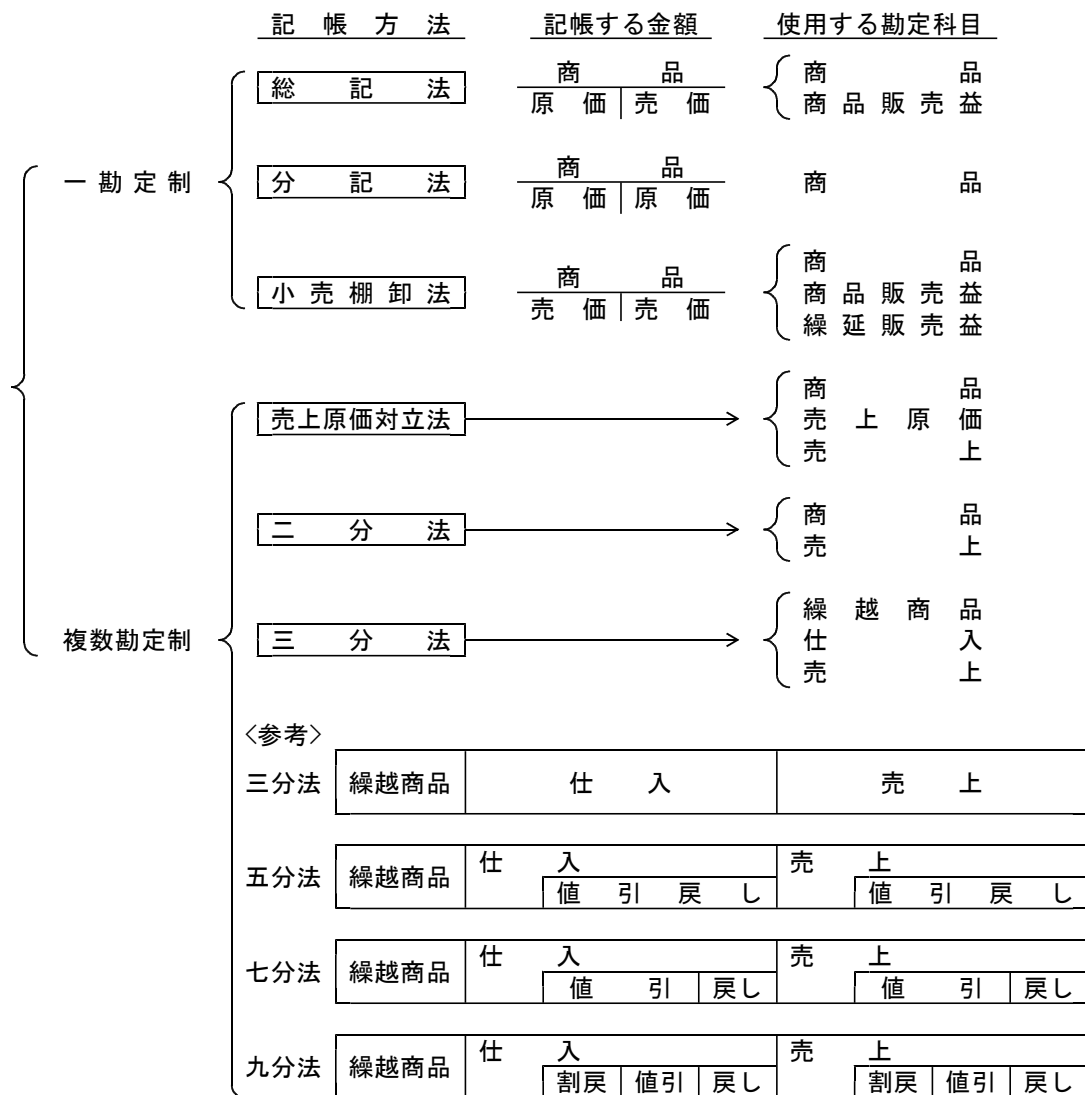 記帳方法 記帳する金額 使用する勘定科目
一勘定制
総記法
商品
原価 売価
商品
商品販売益
分記法
商品
原価 原価
商品
小売棚卸法
商品
売価 売価
商品
商品販売益
繰延販売益
複数勘定制
売上原価対立法
商品
売上原価
売上
二分法
商品
売上
三分法
繰越商品
仕入
売上
〈参考〉
三分法 繰越商品 仕入 売上
五分法 繰越商品 仕入 売上
値引戻し 値引戻し
七分法 繰越商品 仕入 売上
値引 戻し 値引 戻し
九分法 繰越商品 仕入 売上
割戻 値引 戻し 割戻 値引 戻し